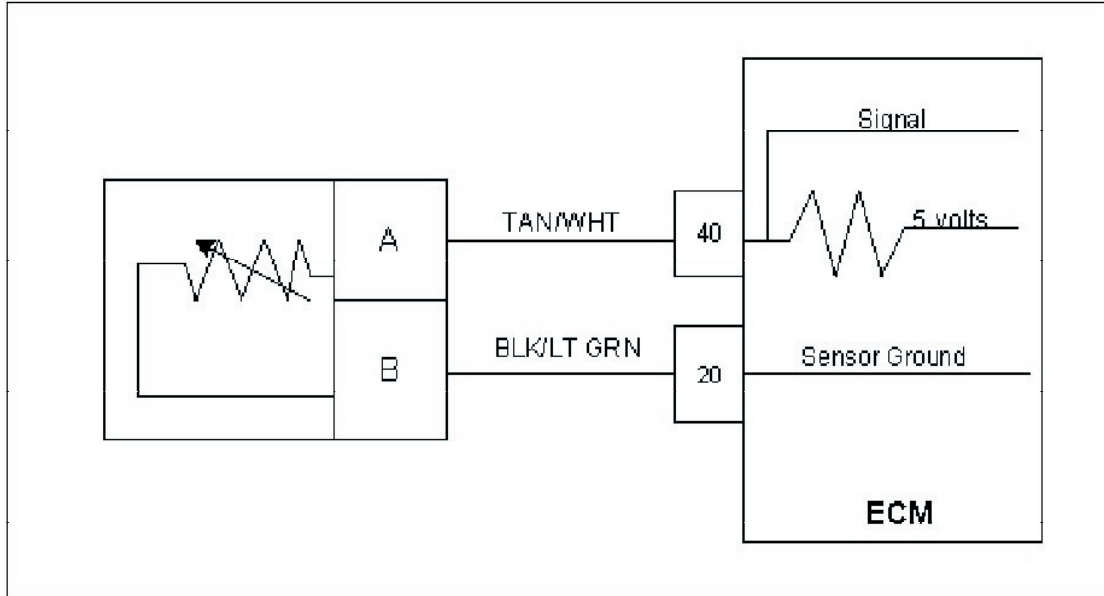 Signal
A
TAN/WHT
40
5 volts
B
BLK/LT GRN
20
Sensor Ground
ECM